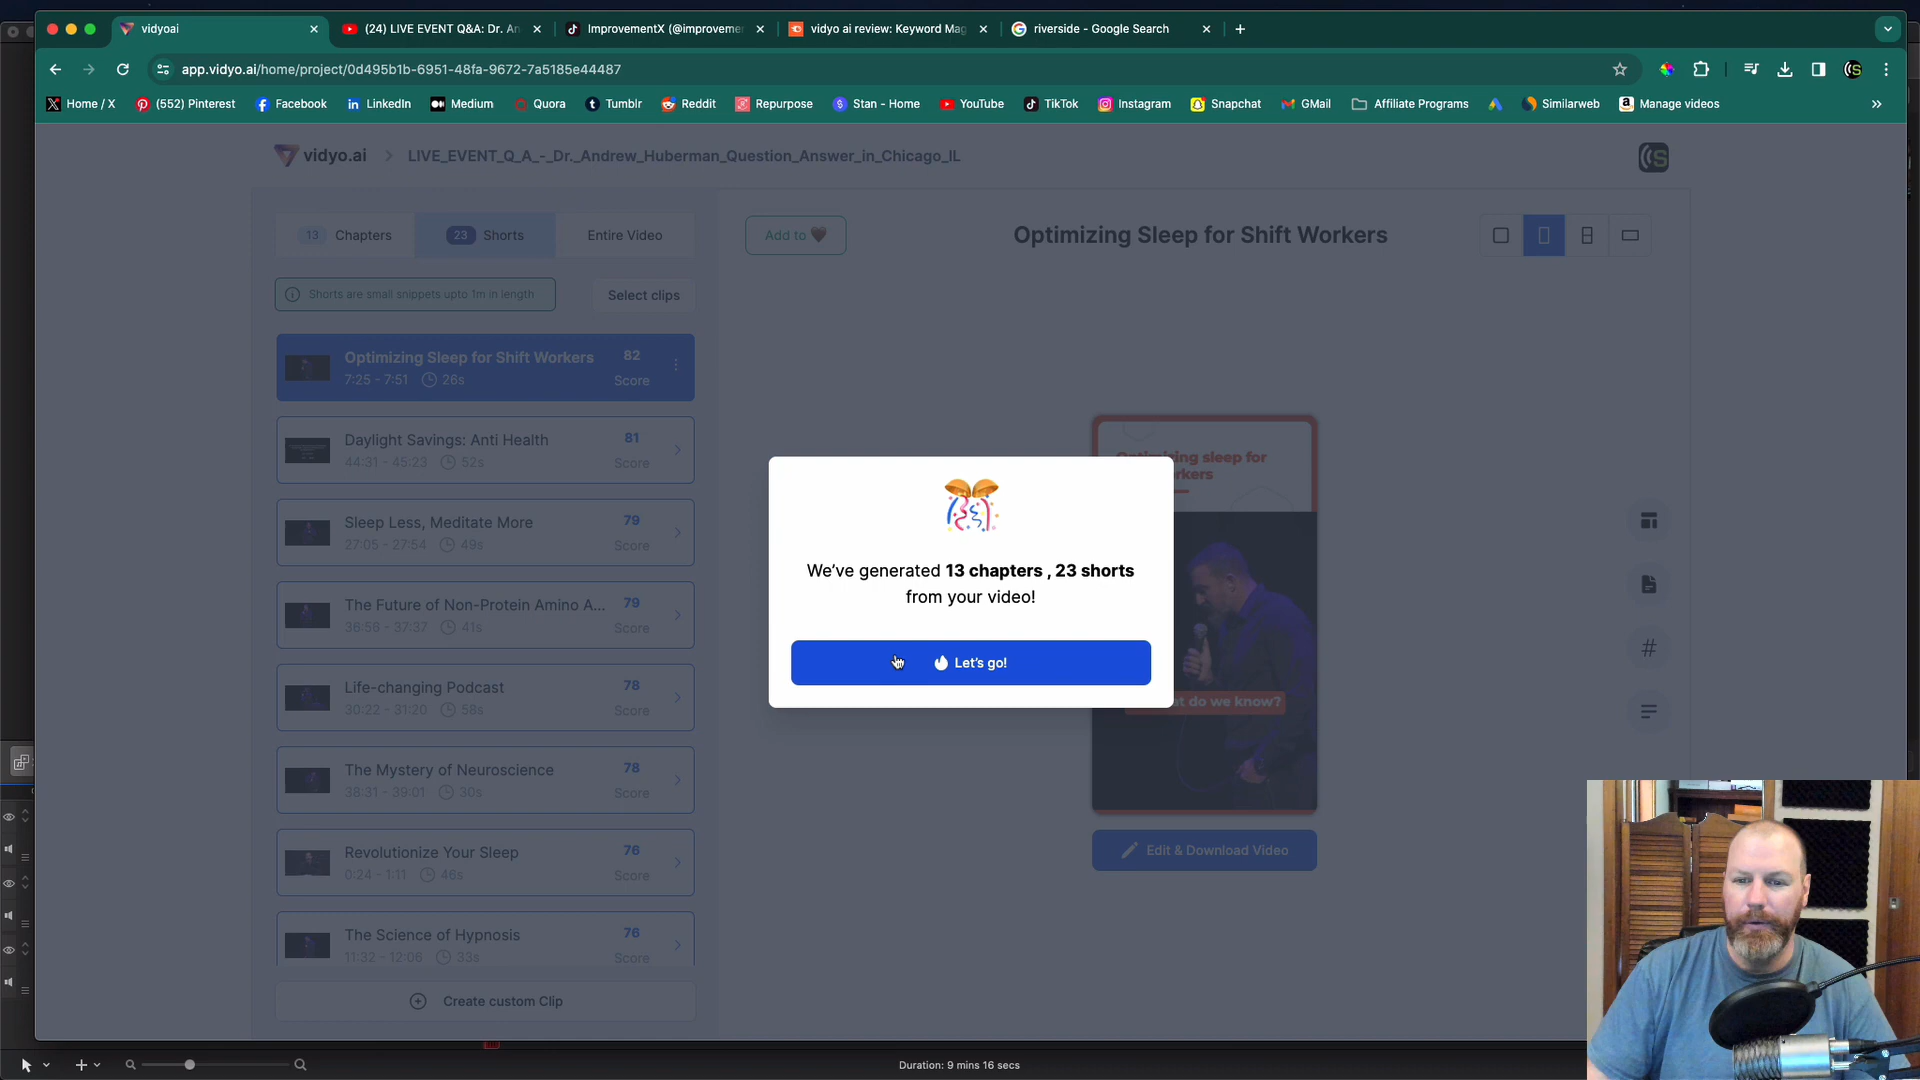 vidyoai
(24) LIVE EVENT Q&A: Dr. An
ImprovementX (@improveme
vidyo ai review: Keyword Mag
riverside - Google Search
app.vidyo.ai/home/project/0d495b1b-6951-48fa-9672-7a5185e44487
Home / X
(552) Pinterest
Facebook
LinkedIn
Medium
Quora
Tumblr
Reddit
Repurpose
Stan - Home
YouTube
TikTok
Instagram
Snapchat
GMail
Affiliate Programs
Similarweb
Manage videos
vidyo.ai > LIVE_EVENT_Q_A_-_Dr._Andrew_Huberman_Question_Answer_in_Chicago_IL
13 Chapters
23 Shorts
Entire Video
Add to
Optimizing Sleep for Shift Workers
Shorts are small snippets upto 1m in length
Select clips
Optimizing Sleep for Shift Workers 82
7:25 - 7:51 26s Score
Daylight Savings: Anti Health 81
44:31 - 45:23 52s Score
Sleep Less, Meditate More 79
27:05 - 27:54 49s Score
The Future of Non-Protein Amino A... 79
36:56 - 37:37 41s Score
Life-changing Podcast 78
30:22 - 31:20 58s Score
The Mystery of Neuroscience 78
38:31 - 39:01 30s Score
Revolutionize Your Sleep 76
0:24 - 1:11 46s Score
The Science of Hypnosis 76
11:32 - 12:06 33s Score
Create custom Clip
Optimizing sleep for
rkers
We've generated 13 chapters , 23 shorts
from your video!
Let's go!
t do we know?
Edit & Download Video
Duration: 9 mins 16 secs